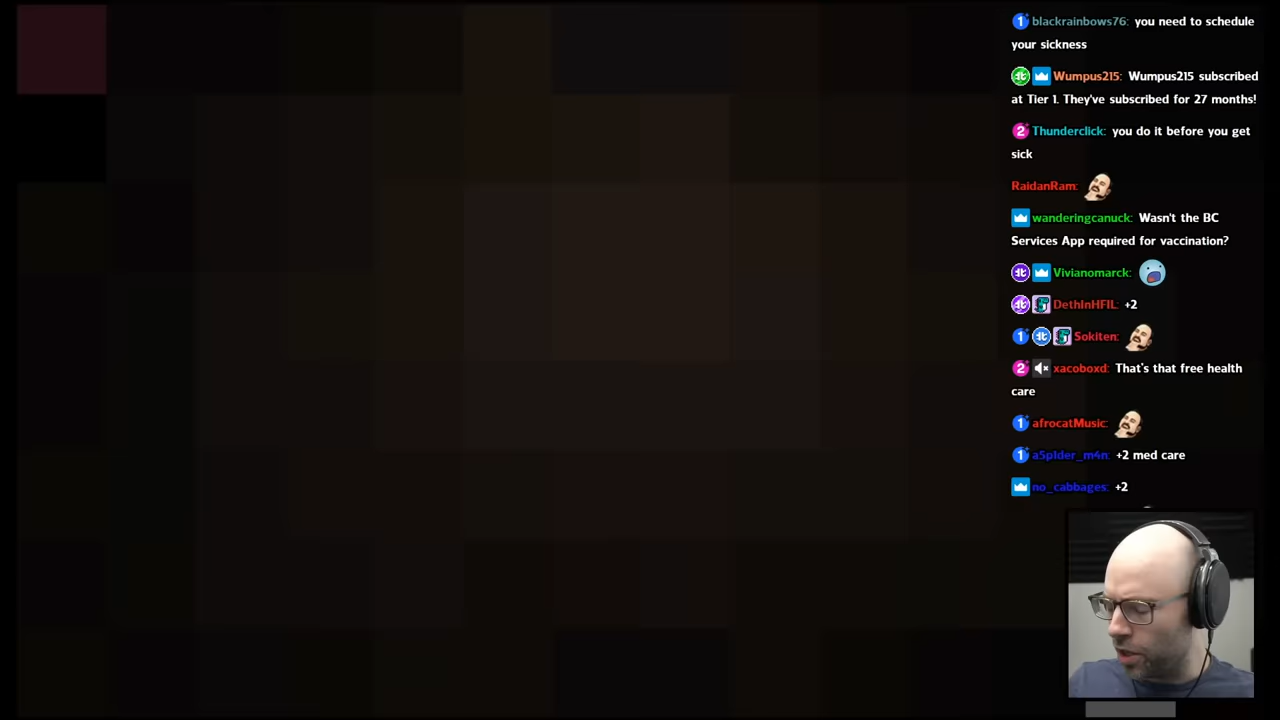 blackrainbows76: you need to schedule
your sickness
Wumpus215: Wumpus215 subscribed
at Tier 1. They've subscribed for 27 months!
Thunderclick: you do it before you get
sick
RaidanRam:
wanderingcanuck: Wasn't the BC
Services App required for vaccination?
Vivianomarck:
DethInHFIL: +2
Sokiten:
xacoboxd: That's that free health
care
afrocatMusic:
a5pIder_m4n: +2 med care
no_cabbages: +2